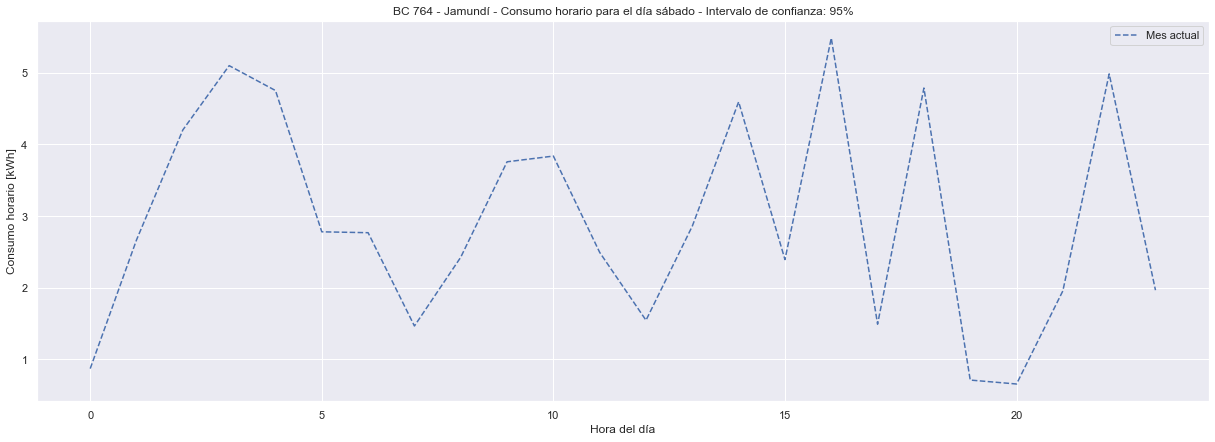 BC 764 - Jamundí - Consumo horario para el día sábado - Intervalo de confianza: 95%
Mes actual
Consumo horario [kWh]
5
4
3
2
1
0 5 10 15 20
Hora del día